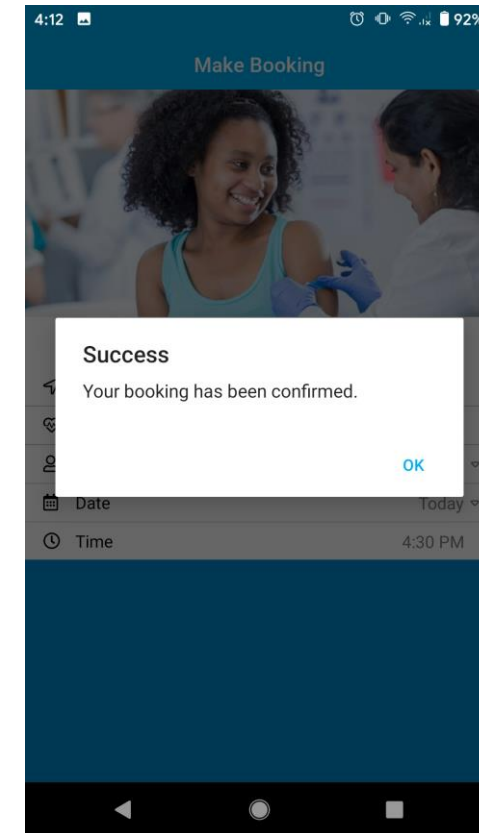 4:12
92%
Make Booking
Success
Your booking has been confirmed.
OK
Date Today
Time 4:30 PM